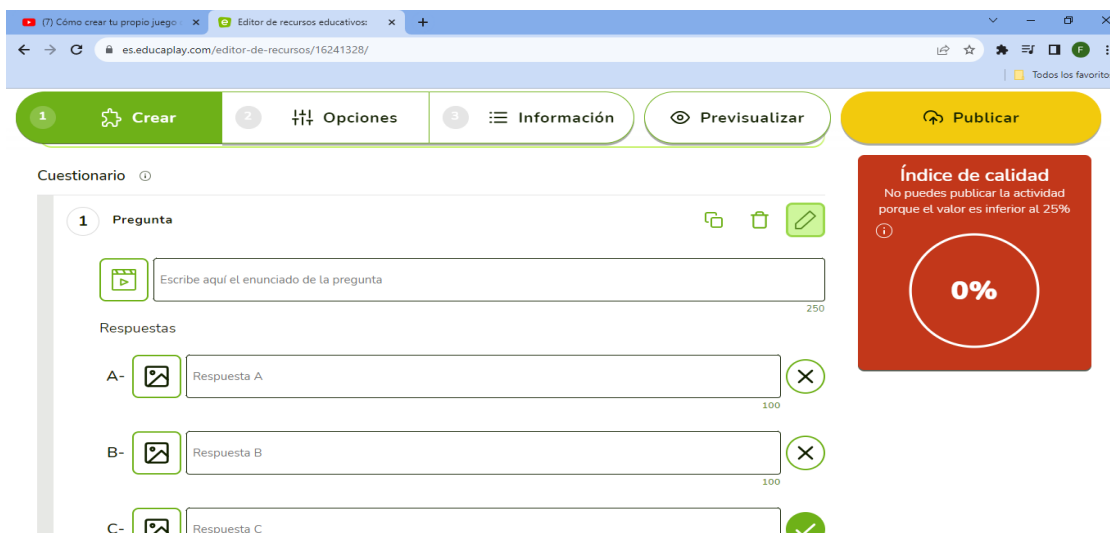 (7) Cómo crear tu propio juego
Editor de recursos educativos:
es.educaplay.com/editor-de-recursos/16241328/
F
Todos los favorito
1 Crear
2 Opciones
3 Información
Previsualizar
Publicar
Cuestionario
Índice de calidad
No puedes publicar la actividad
porque el valor es inferior al 25%
0%
1 Pregunta
Escribe aquí el enunciado de la pregunta
250
Respuestas
A- Respuesta A
100
B- Respuesta B
100
C- Respuesta C